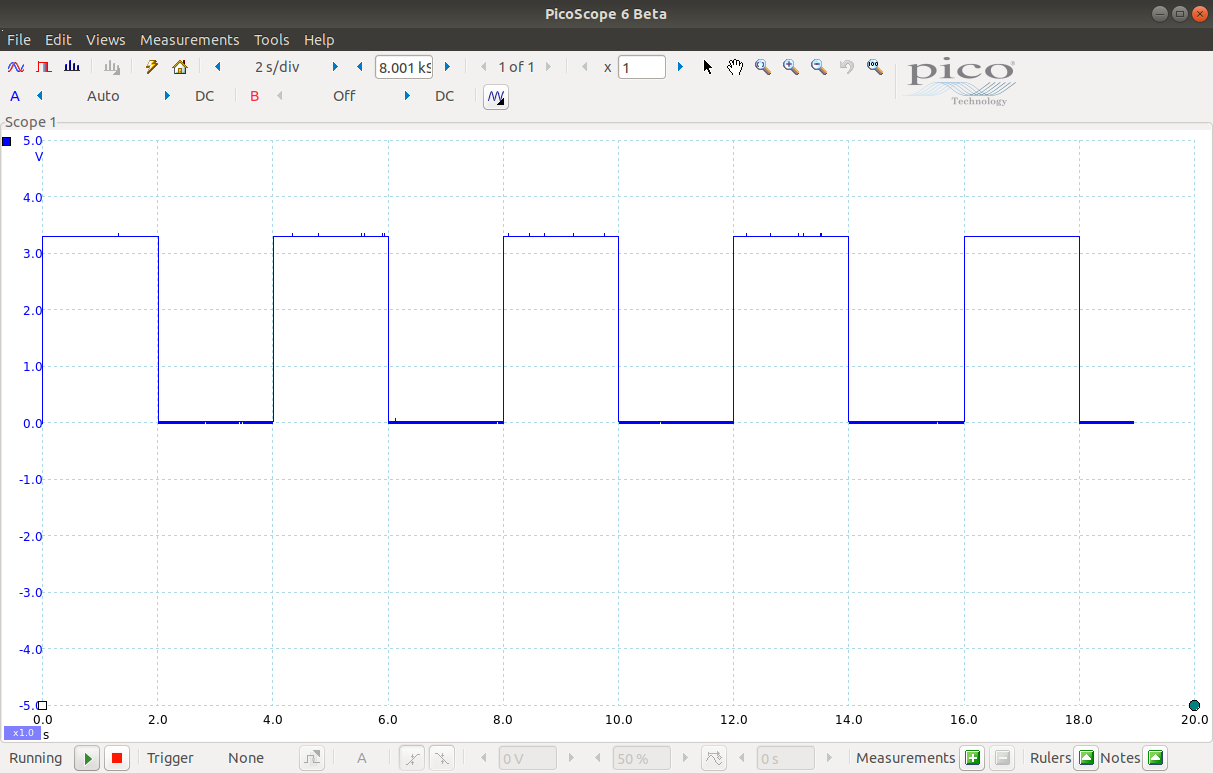 PicoScope 6 Beta
File Edit Views Measurements Tools Help
2 s/div 8.001 kS 1 of 1 x 1
pico
Technology
A Auto DC B Off DC
Scope 1
5.0
V
4.0
3.0
2.0
1.0
0.0
-1.0
-2.0
-3.0
-4.0
-5.0
0.0 2.0 4.0 6.0 8.0 10.0 12.0 14.0 16.0 18.0 20.0
x1.0 s
Running Trigger None A 0 V 50 % 0 s Measurements Rulers Notes